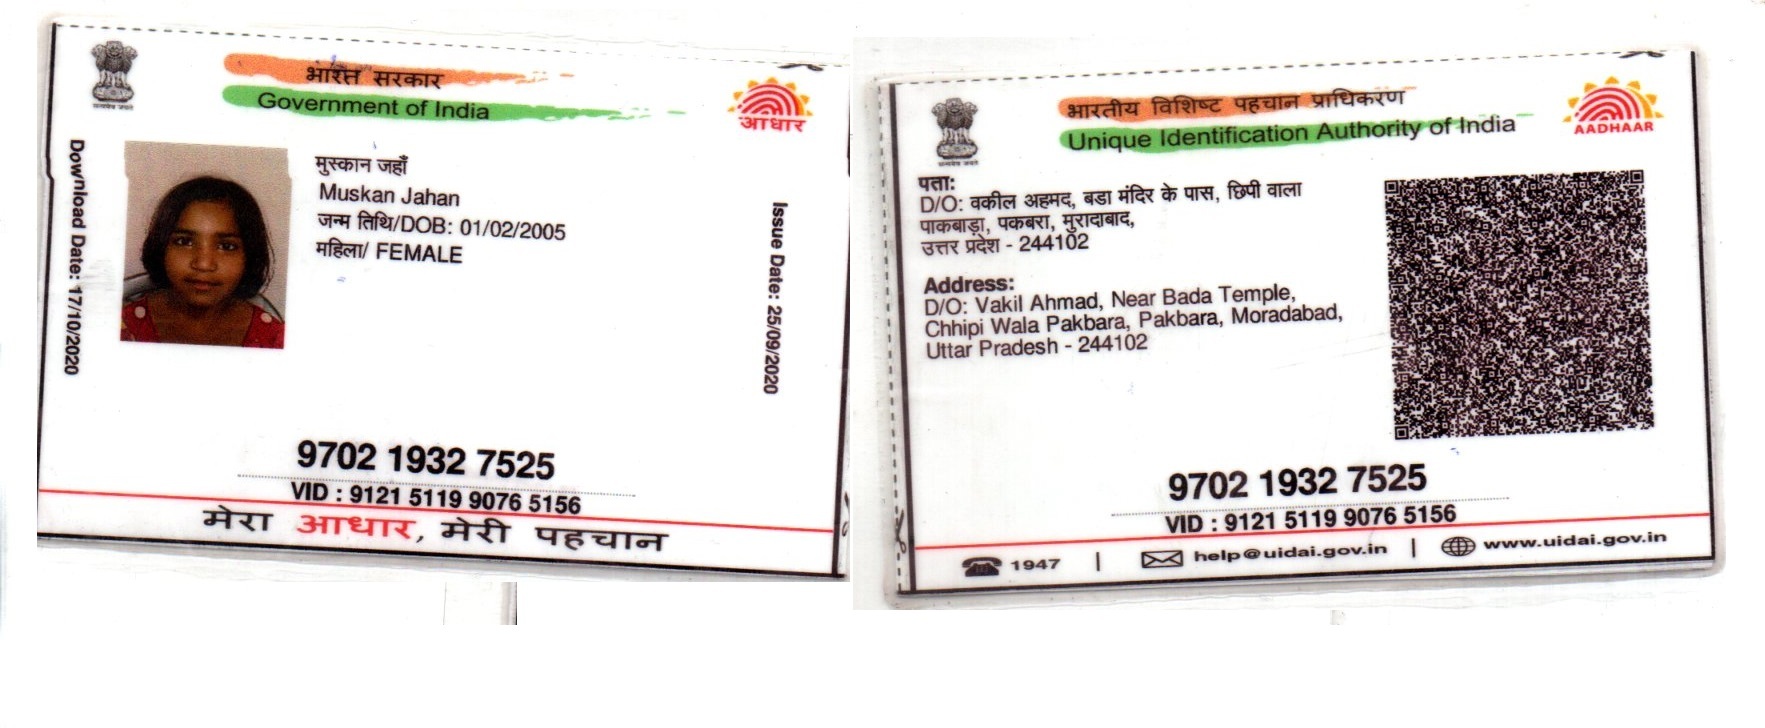 भारत सरकार
Government of India
आधार
Download Date: 17/10/2020
मुस्कान जहाँ
Muskan Jahan
जन्म तिथि/DOB: 01/02/2005
महिला/ FEMALE
Issue Date: 25/09/2020
9702 1932 7525
VID : 9121 5119 9076 5156
मेरा आधार, मेरी पहचान
भारतीय विशिष्ट पहचान प्राधिकरण
Unique Identification Authority of India
AADHAAR
पता:
D/O: वकील अहमद, बडा मंदिर के पास, छिपी वाला
पाकबाड़ा, पकबरा, मुरादाबाद,
उत्तर प्रदेश - 244102
Address:
D/O: Vakil Ahmad, Near Bada Temple,
Chhipi Wala Pakbara, Pakbara, Moradabad,
Uttar Pradesh - 244102
9702 1932 7525
VID : 9121 5119 9076 5156
1947 | help@uidai.gov.in | www.uidai.gov.in